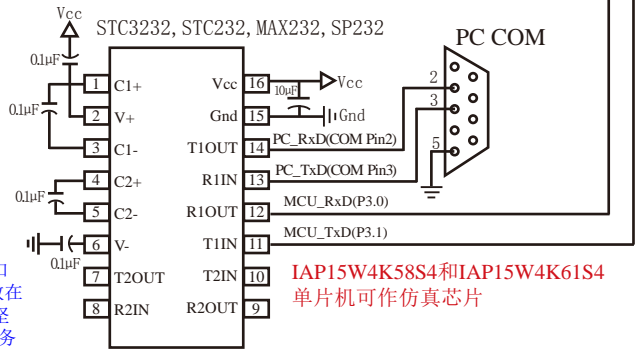 Vcc
STC3232, STC232, MAX232, SP232
PC COM
0.1μF
1 C1+ Vcc 16 Vcc
10μF
2
0.1μF
2 V+ Gnd 15 Gnd
3
3 C1- T1OUT 14 PC_RxD(COM Pin2)
4 C2+ R1IN 13 PC_TxD(COM Pin3)
5
0.1μF
5 C2- R1OUT 12 MCU_RxD(P3.0)
6 V- T1IN 11 MCU_TxD(P3.1)
0.1μF
7 T2OUT T2IN 10
8 R2IN R2OUT 9
IAP15W4K58S4和IAP15W4K61S4
单片机可作仿真芯片
在
务